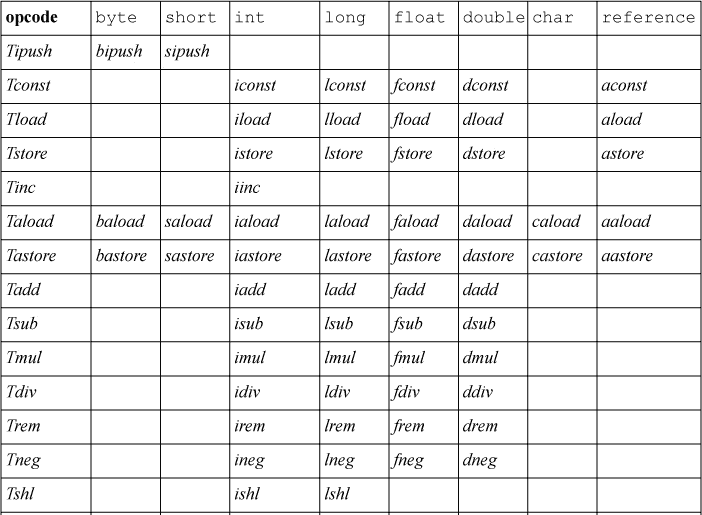 opcode byte short int long float double char reference
Tipush bipush sipush
Tconst iconst lconst fconst dconst aconst
Tload iload lload fload dload aload
Tstore istore lstore fstore dstore astore
Tinc iinc
Taload baload saload iaload laload faload daload caload aaload
Tastore bastore sastore iastore lastore fastore dastore castore aastore
Tadd iadd ladd fadd dadd
Tsub isub lsub fsub dsub
Tmul imul lmul fmul dmul
Tdiv idiv ldiv fdiv ddiv
Trem irem lrem frem drem
Tneg ineg lneg fneg dneg
Tshl ishl lshl